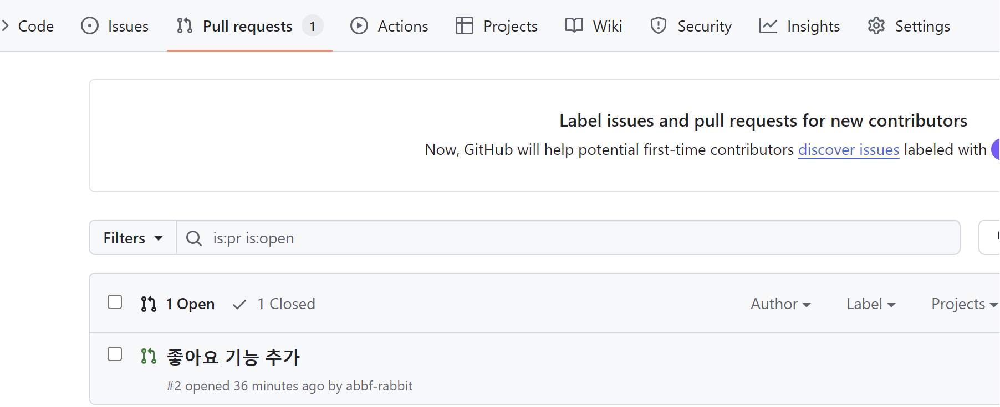 Code Issues Pull requests 1 Actions Projects Wiki Security Insights Settings
Label issues and pull requests for new contributors
Now, GitHub will help potential first-time contributors discover issues labeled with
Filters is:pr is:open
1 Open 1 Closed Author Label Projects
좋아요 기능 추가
#2 opened 36 minutes ago by abbf-rabbit